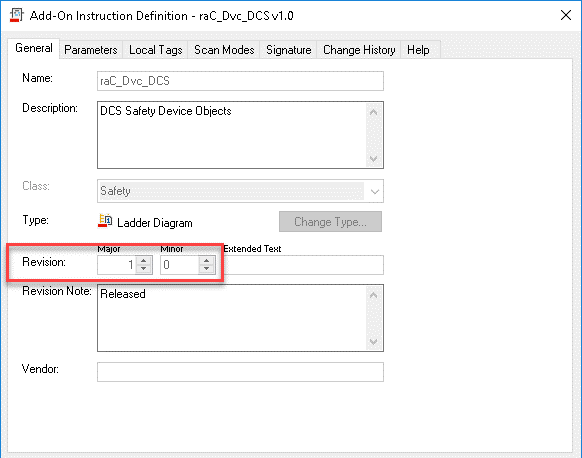 Add-On Instruction Definition - raC_Dvc_DCS v1.0
General Parameters Local Tags Scan Modes Signature Change History Help
Name: raC_Dvc_DCS
Description: DCS Safety Device Objects
Class: Safety
Type: Ladder Diagram Change Type...
Major Minor Extended Text
Revision: 1 0
Revision Note: Released
Vendor: